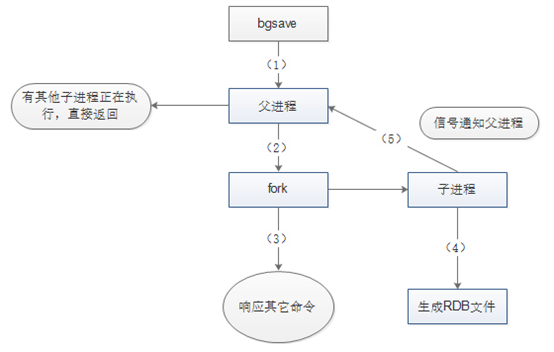 bgsave
（1）
有其他子进程正在执
行，直接返回
父进程
信号通知父进程
（5）
（2）
fork
子进程
（3）
（4）
响应其它命令
生成RDB文件